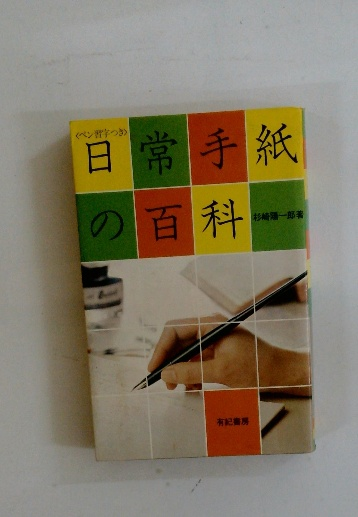 〈ペン習字つき〉
日常手紙
の百科
杉崎陽一郎著
有紀書房